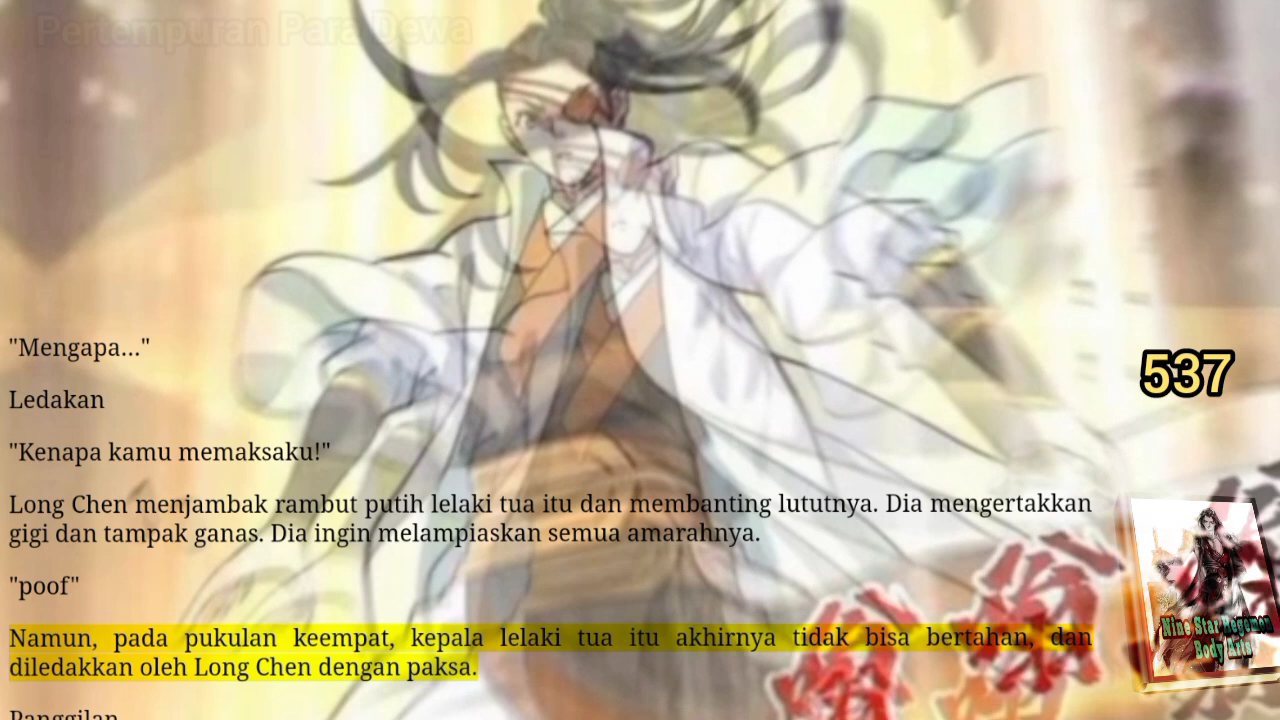 Pertempuran Para Dewa
"Mengapa..."
Ledakan
"Kenapa kamu memaksaku!"
537
Long Chen menjambak rambut putih lelaki tua itu dan membanting lututnya. Dia mengertakkan
gigi dan tampak ganas. Dia ingin melampiaskan semua amarahnya.
"poof"
Namun, pada pukulan keempat, kepala lelaki tua itu akhirnya tidak bisa bertahan, dan
diledakkan oleh Long Chen dengan paksa.
Nine Star Hegemon
Body Arts
Panggilan